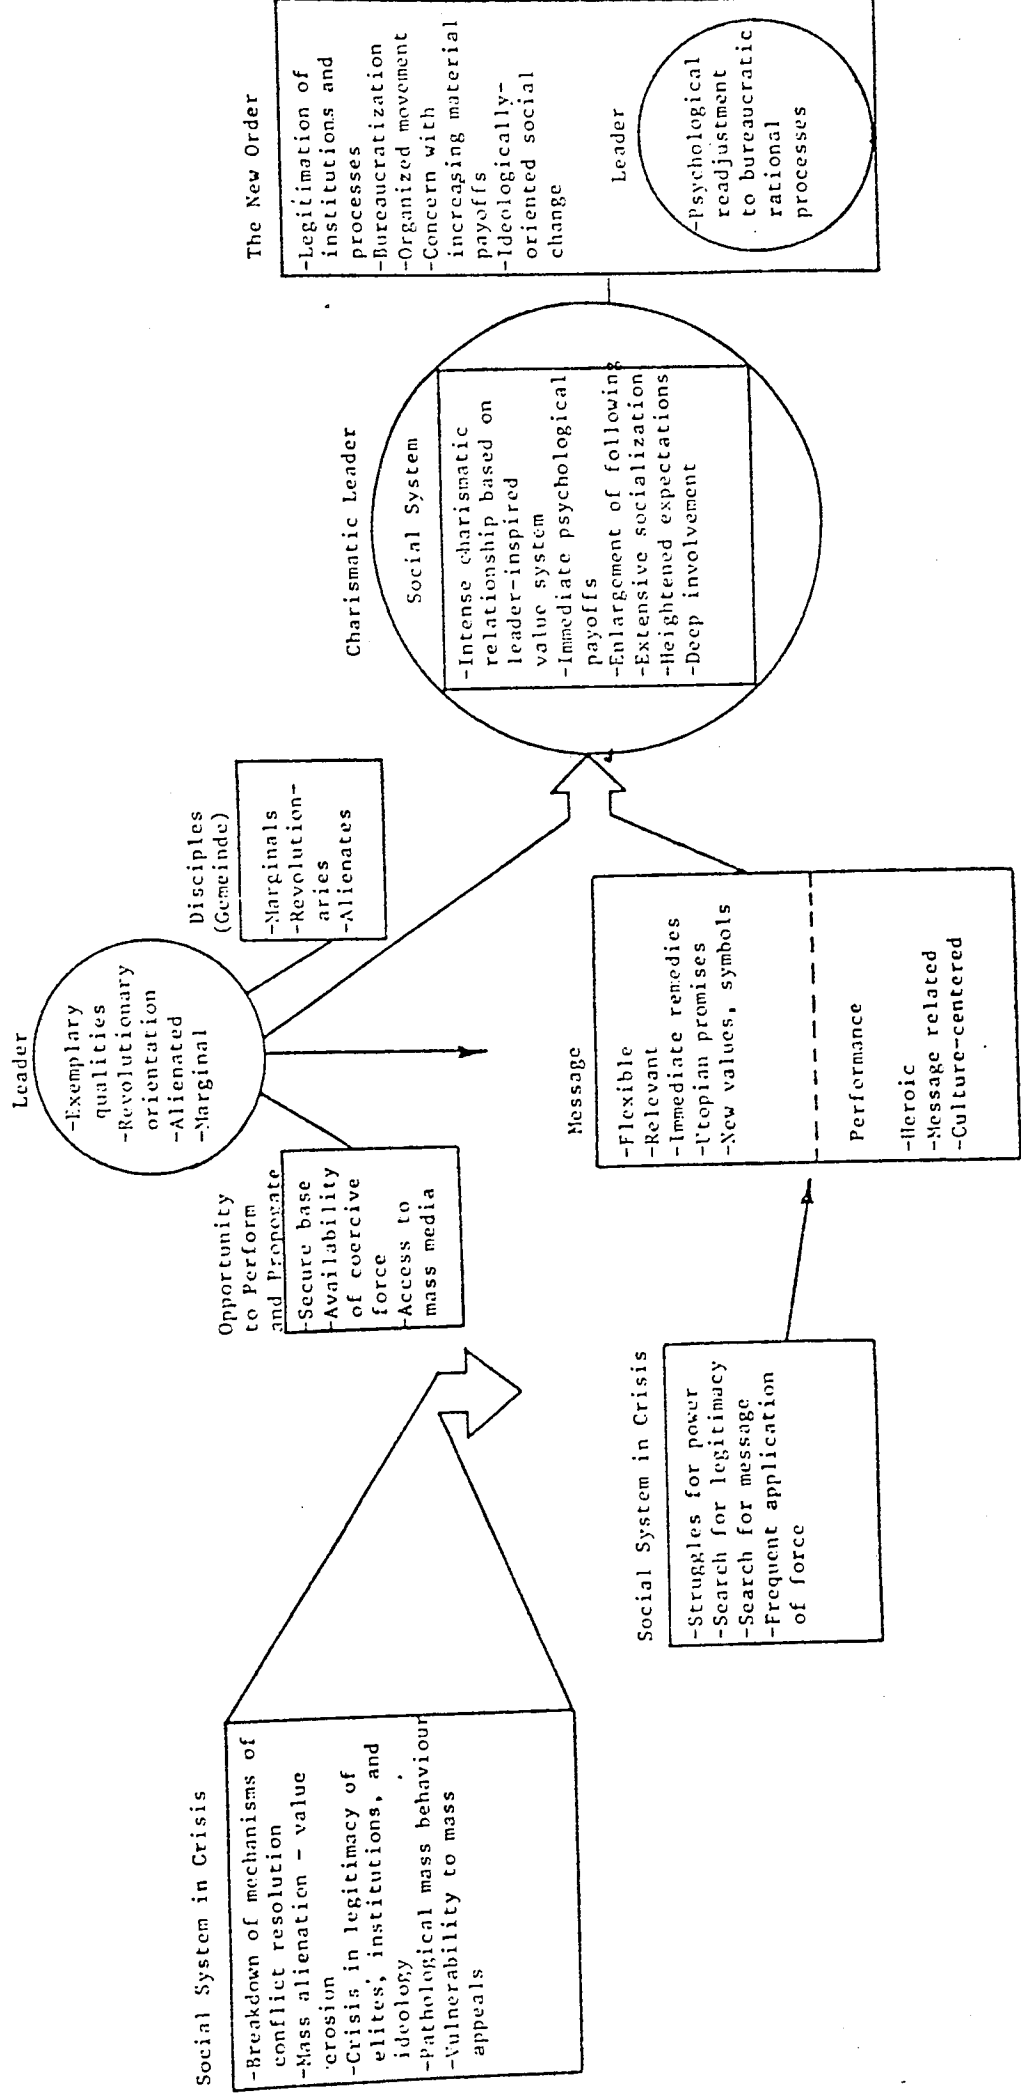 Social System in Crisis
-Breakdown of mechanisms of
conflict resolution
-Mass alienation - value
erosion
-Crisis in legitimacy of
elites, institutions, and
ideology
-Pathological mass behaviour
-Vulnerability to mass
appeals
Social System in Crisis
-Struggles for power
-Search for legitimacy
-Search for message
-Frequent application
of force
Opportunity
to Perform
and Propogate
-Secure base
-Availability
of coercive
force
-Access to
mass media
Leader
-Exemplary
qualities
-Revolutionary
orientation
-Alienated
-Marginal
Disciples
(Gemeinde)
-Marginals
-Revolution-
aries
-Alienates
Message
-Flexible
-Relevant
-Immediate remedies
-Utopian promises
-New values, symbols
Performance
-Heroic
-Message related
-Culture-centered
Charismatic Leader
Social System
-Intense charismatic
relationship based on
leader-inspired
value system
-Immediate psychological
payoffs
-Enlargement of following
-Extensive socialization
-Heightened expectations
-Deep involvement
The New Order
-Legitimation of
institutions and
processes
-Bureaucratization
-Organized movement
-Concern with
increasing material
payoffs
-Ideologically-
oriented social
change
Leader
-Psychological
readjustment
to bureaucratic
rational
processes